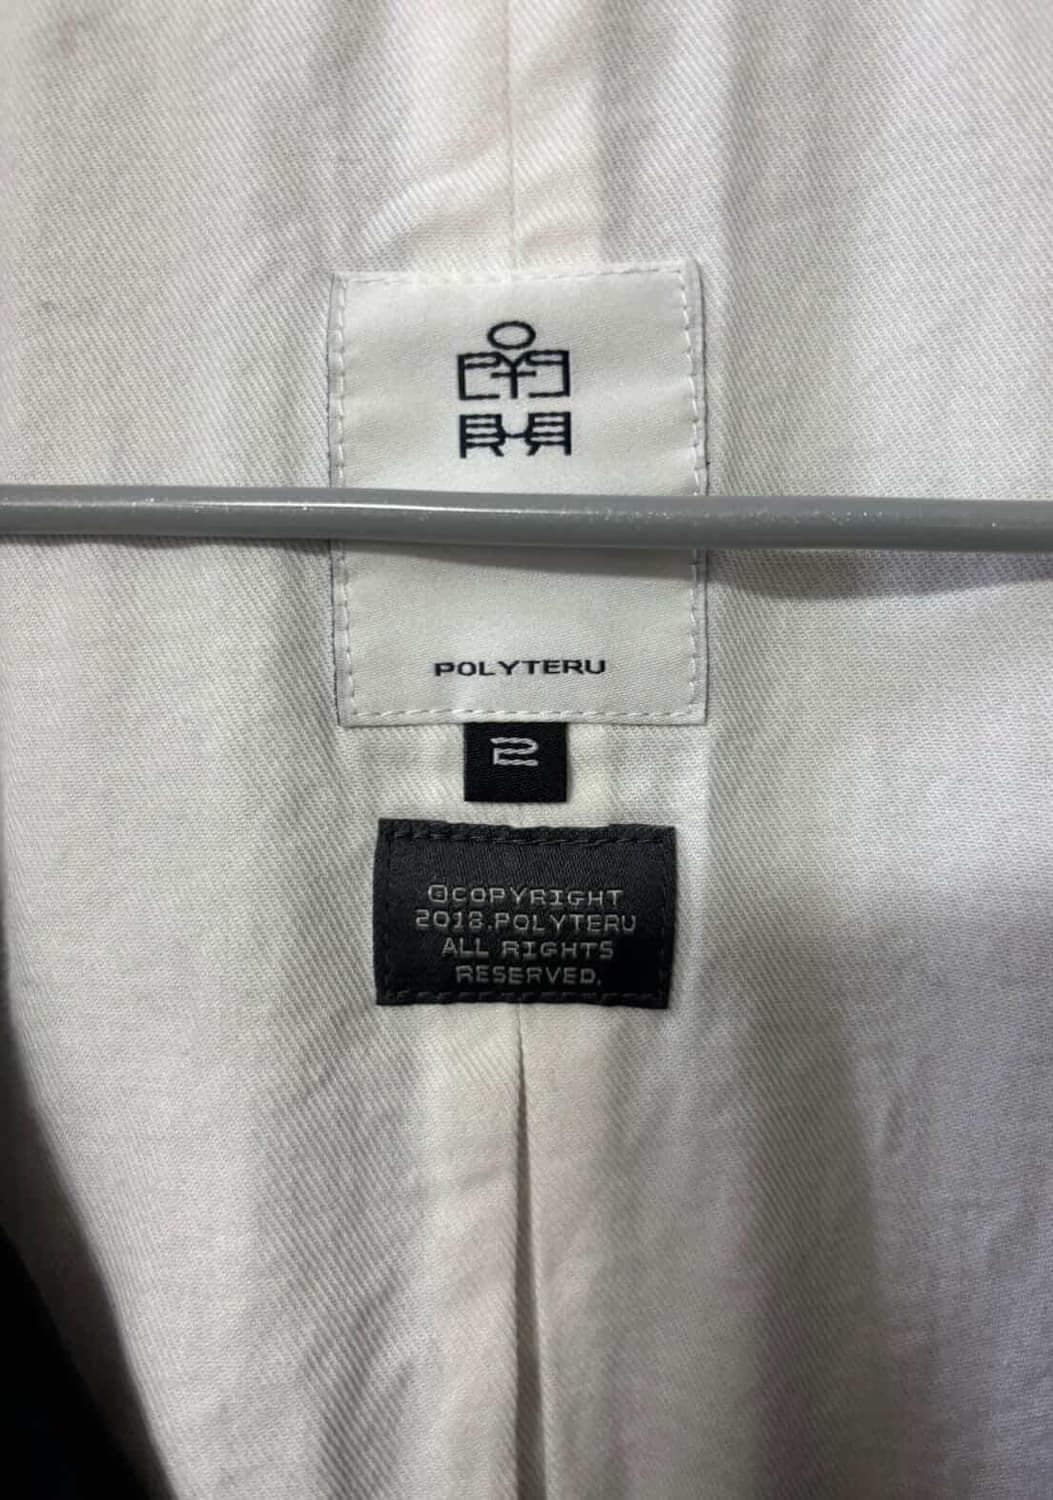 POLYTERU
2
©COPYRIGHT
2018.POLYTERU
ALL RIGHTS
RESERVED.